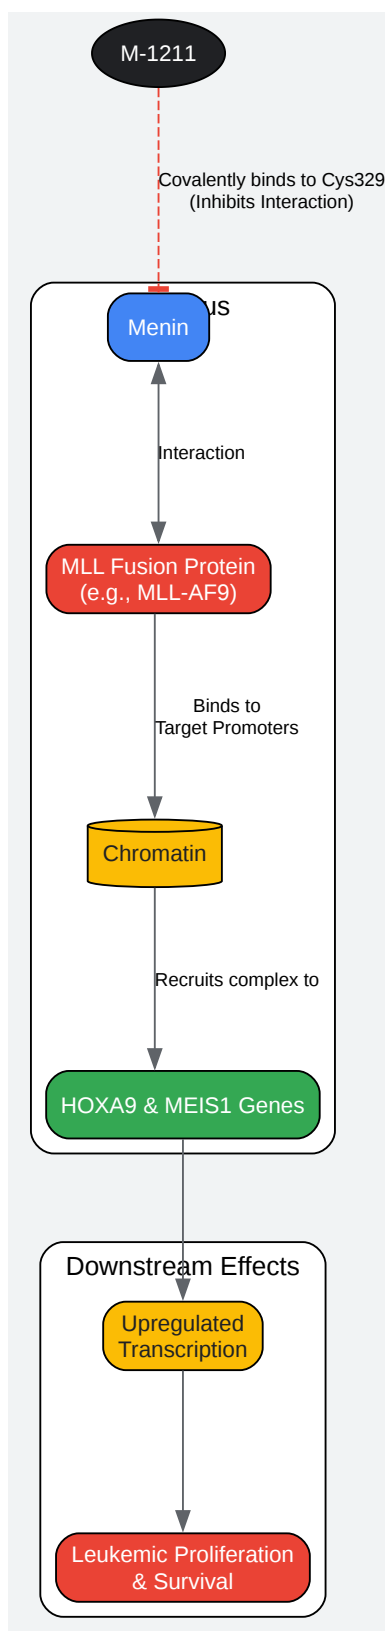 M-1211
Covalently binds to Cys329
(Inhibits Interaction)
Menin
Interaction
MLL Fusion Protein
(e.g., MLL-AF9)
Binds to
Target Promoters
Chromatin
Recruits complex to
HOXA9 & MEIS1 Genes
Downstream Effects
Upregulated
Transcription
Leukemic Proliferation
& Survival